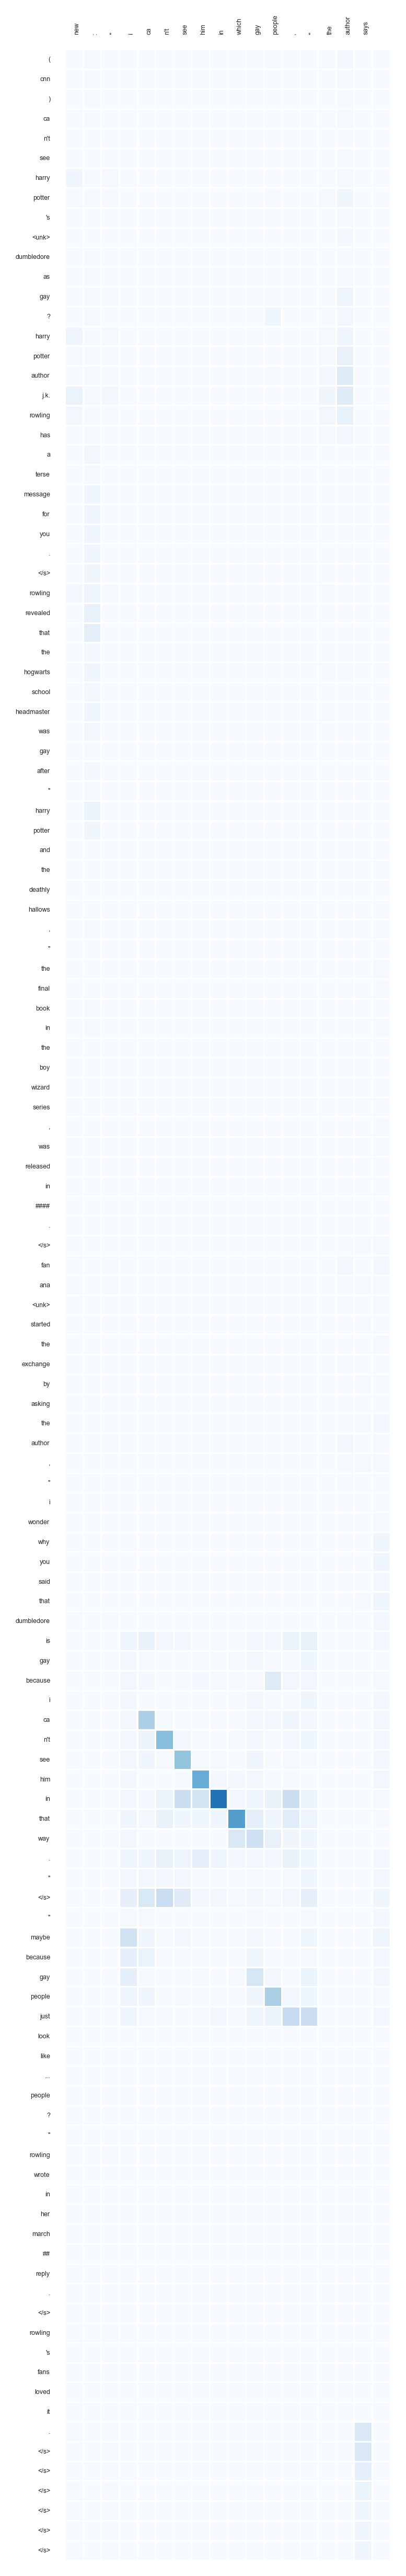 new : " i ca n't see him in which gay people . " the author says
(
cnn
)
ca
n't
see
harry
potter
's
<unk>
dumbledore
as
gay
?
harry
potter
author
j.k.
rowling
has
a
terse
message
for
you
.
</s>
rowling
revealed
that
the
hogwarts
school
headmaster
was
gay
after
"
harry
potter
and
the
deathly
hallows
,
"
the
final
book
in
the
boy
wizard
series
,
was
released
in
####
.
</s>
fan
ana
<unk>
started
the
exchange
by
asking
the
author
,
"
i
wonder
why
you
said
that
dumbledore
is
gay
because
i
ca
n't
see
him
in
that
way
.
"
</s>
"
maybe
because
gay
people
just
look
like
...
people
?
"
rowling
wrote
in
her
march
##
reply
.
</s>
rowling
's
fans
loved
it
.
</s>
</s>
</s>
</s>
</s>
</s>